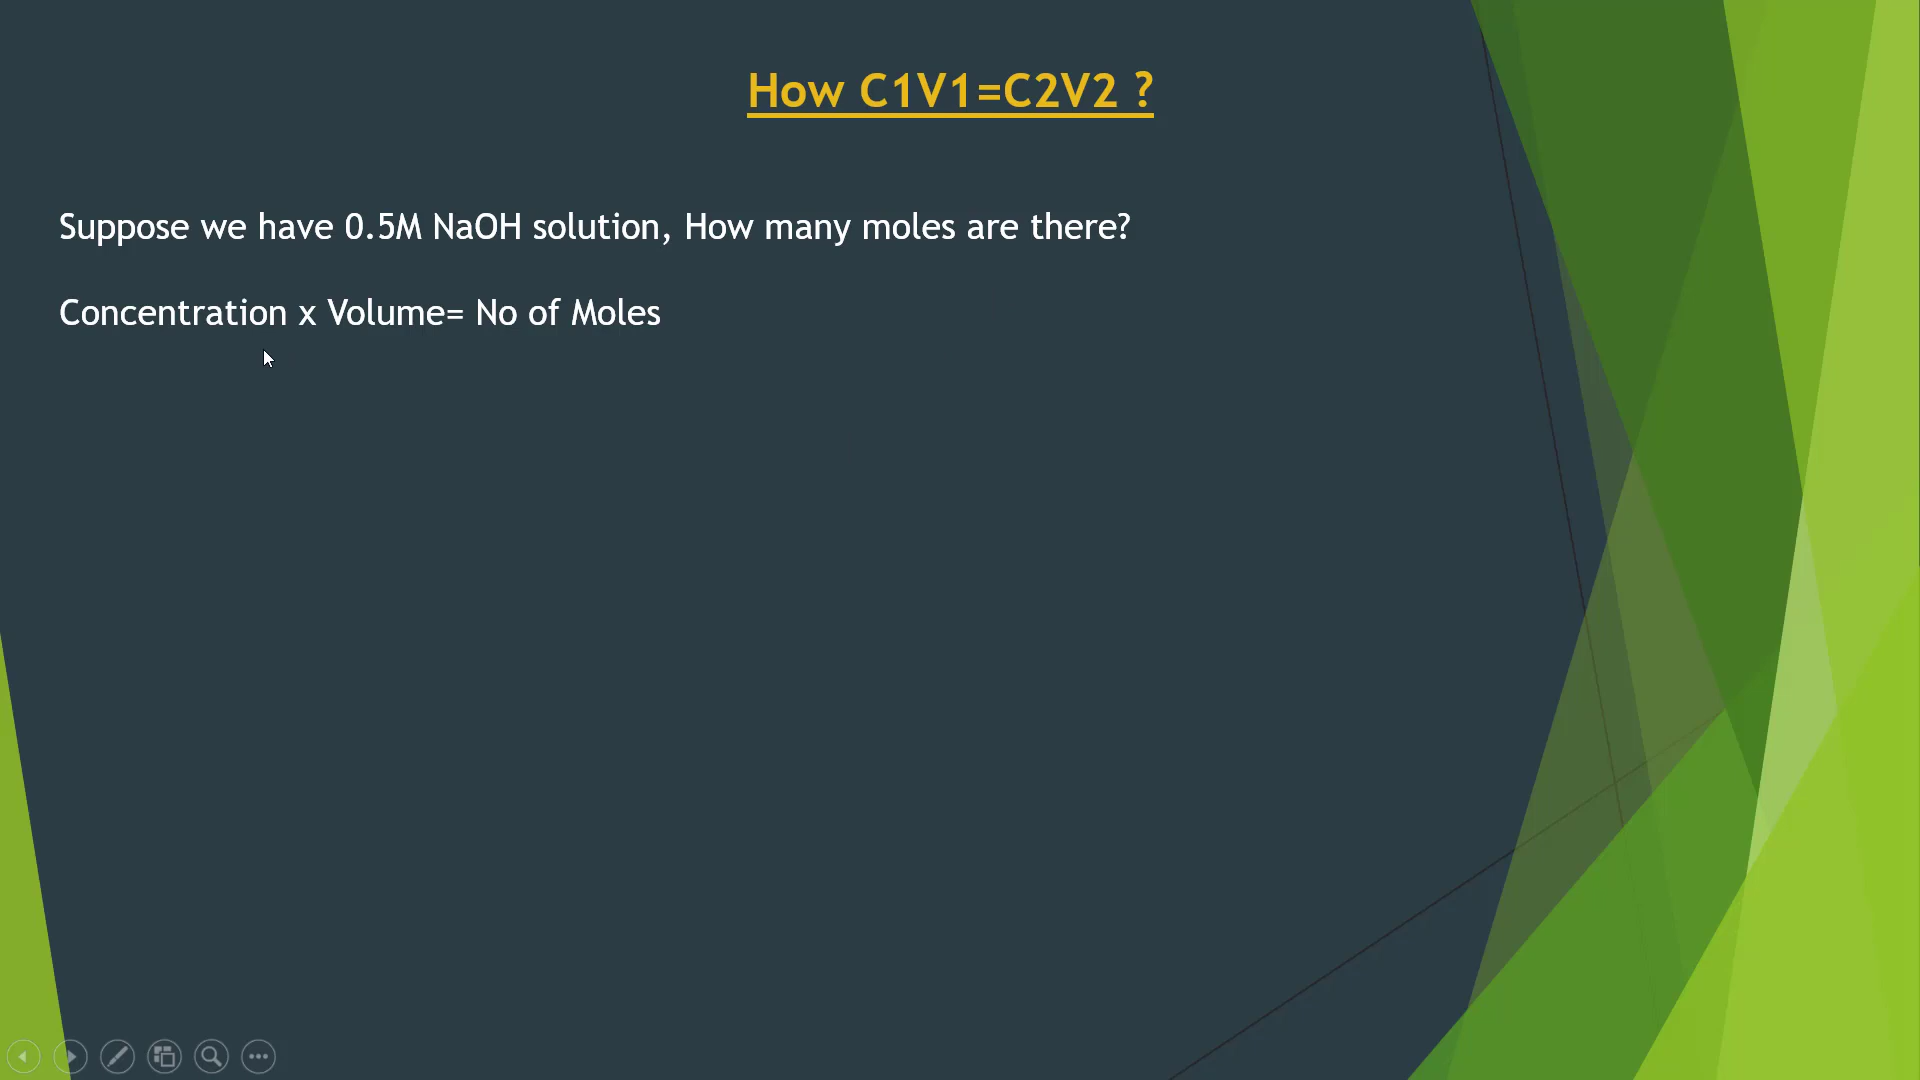 How C1V1=C2V2 ?
Suppose we have 0.5M NaOH solution, How many moles are there?
Concentration x Volume= No of Moles